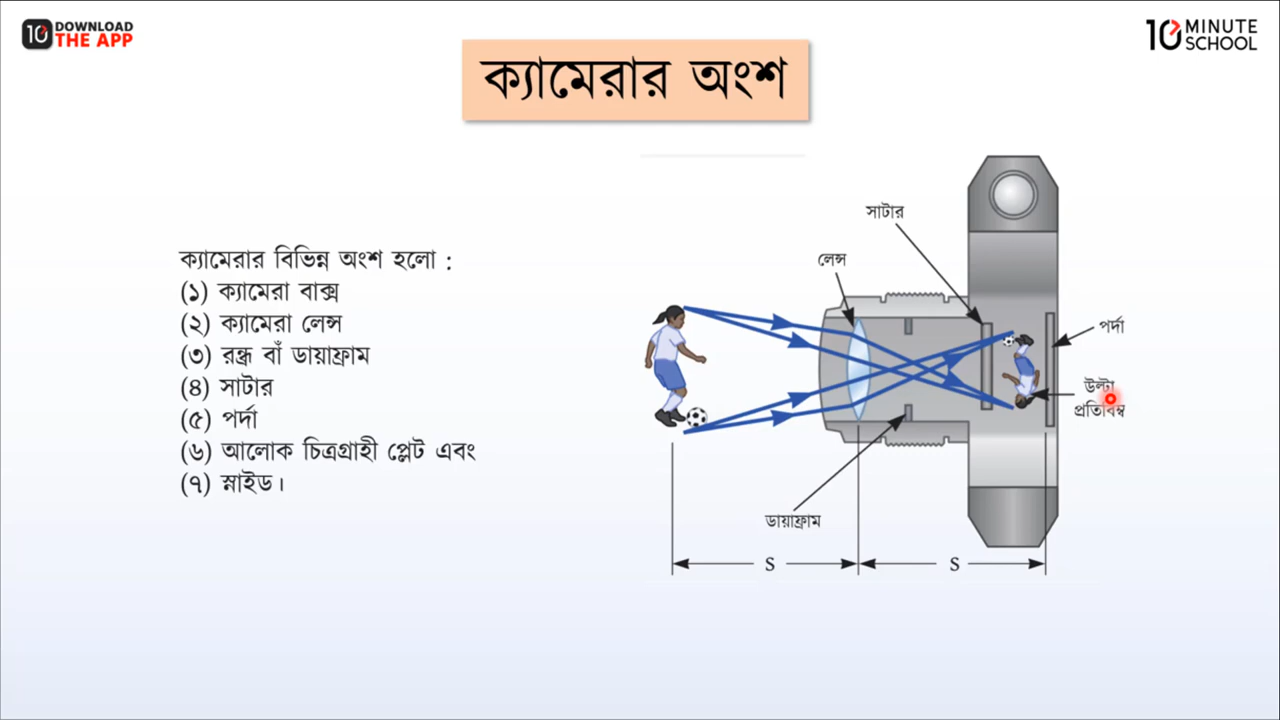 DOWNLOAD
THE APP
10 MINUTE
SCHOOL
ক্যামেরার অংশ
ক্যামেরার বিভিন্ন অংশ হলো :
(১) ক্যামেরা বাক্স
(২) ক্যামেরা লেন্স
(৩) রন্ধ্র বাঁ ডায়াফ্রাম
(৪) সাটার
(৫) পর্দা
(৬) আলোক চিত্রগ্রাহী প্লেট এবং
(৭) স্লাইড।
সাটার
লেন্স
পর্দা
উল্টা
প্রতিবিম্ব
ডায়াফ্রাম
S
S